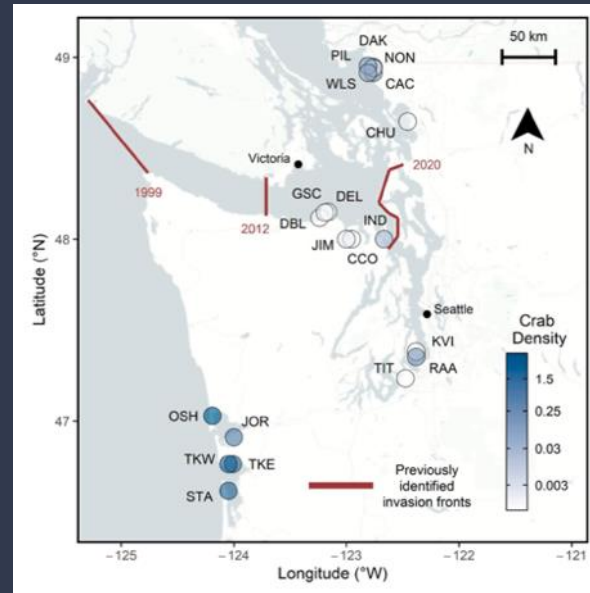 49
48
47
Latitude (°N)
−125
−124
−123
−122
−121
Longitude (°W)
50 km
N
DAK
PIL
NON
WLS
CAC
CHU
Victoria
1999
2012
2020
GSC
DEL
DBL
IND
JIM
CCO
Seattle
KVI
TIT
RAA
OSH
JOR
TKW
TKE
STA
Previously
identified
invasion fronts
Crab
Density
1.5
0.25
0.03
0.003